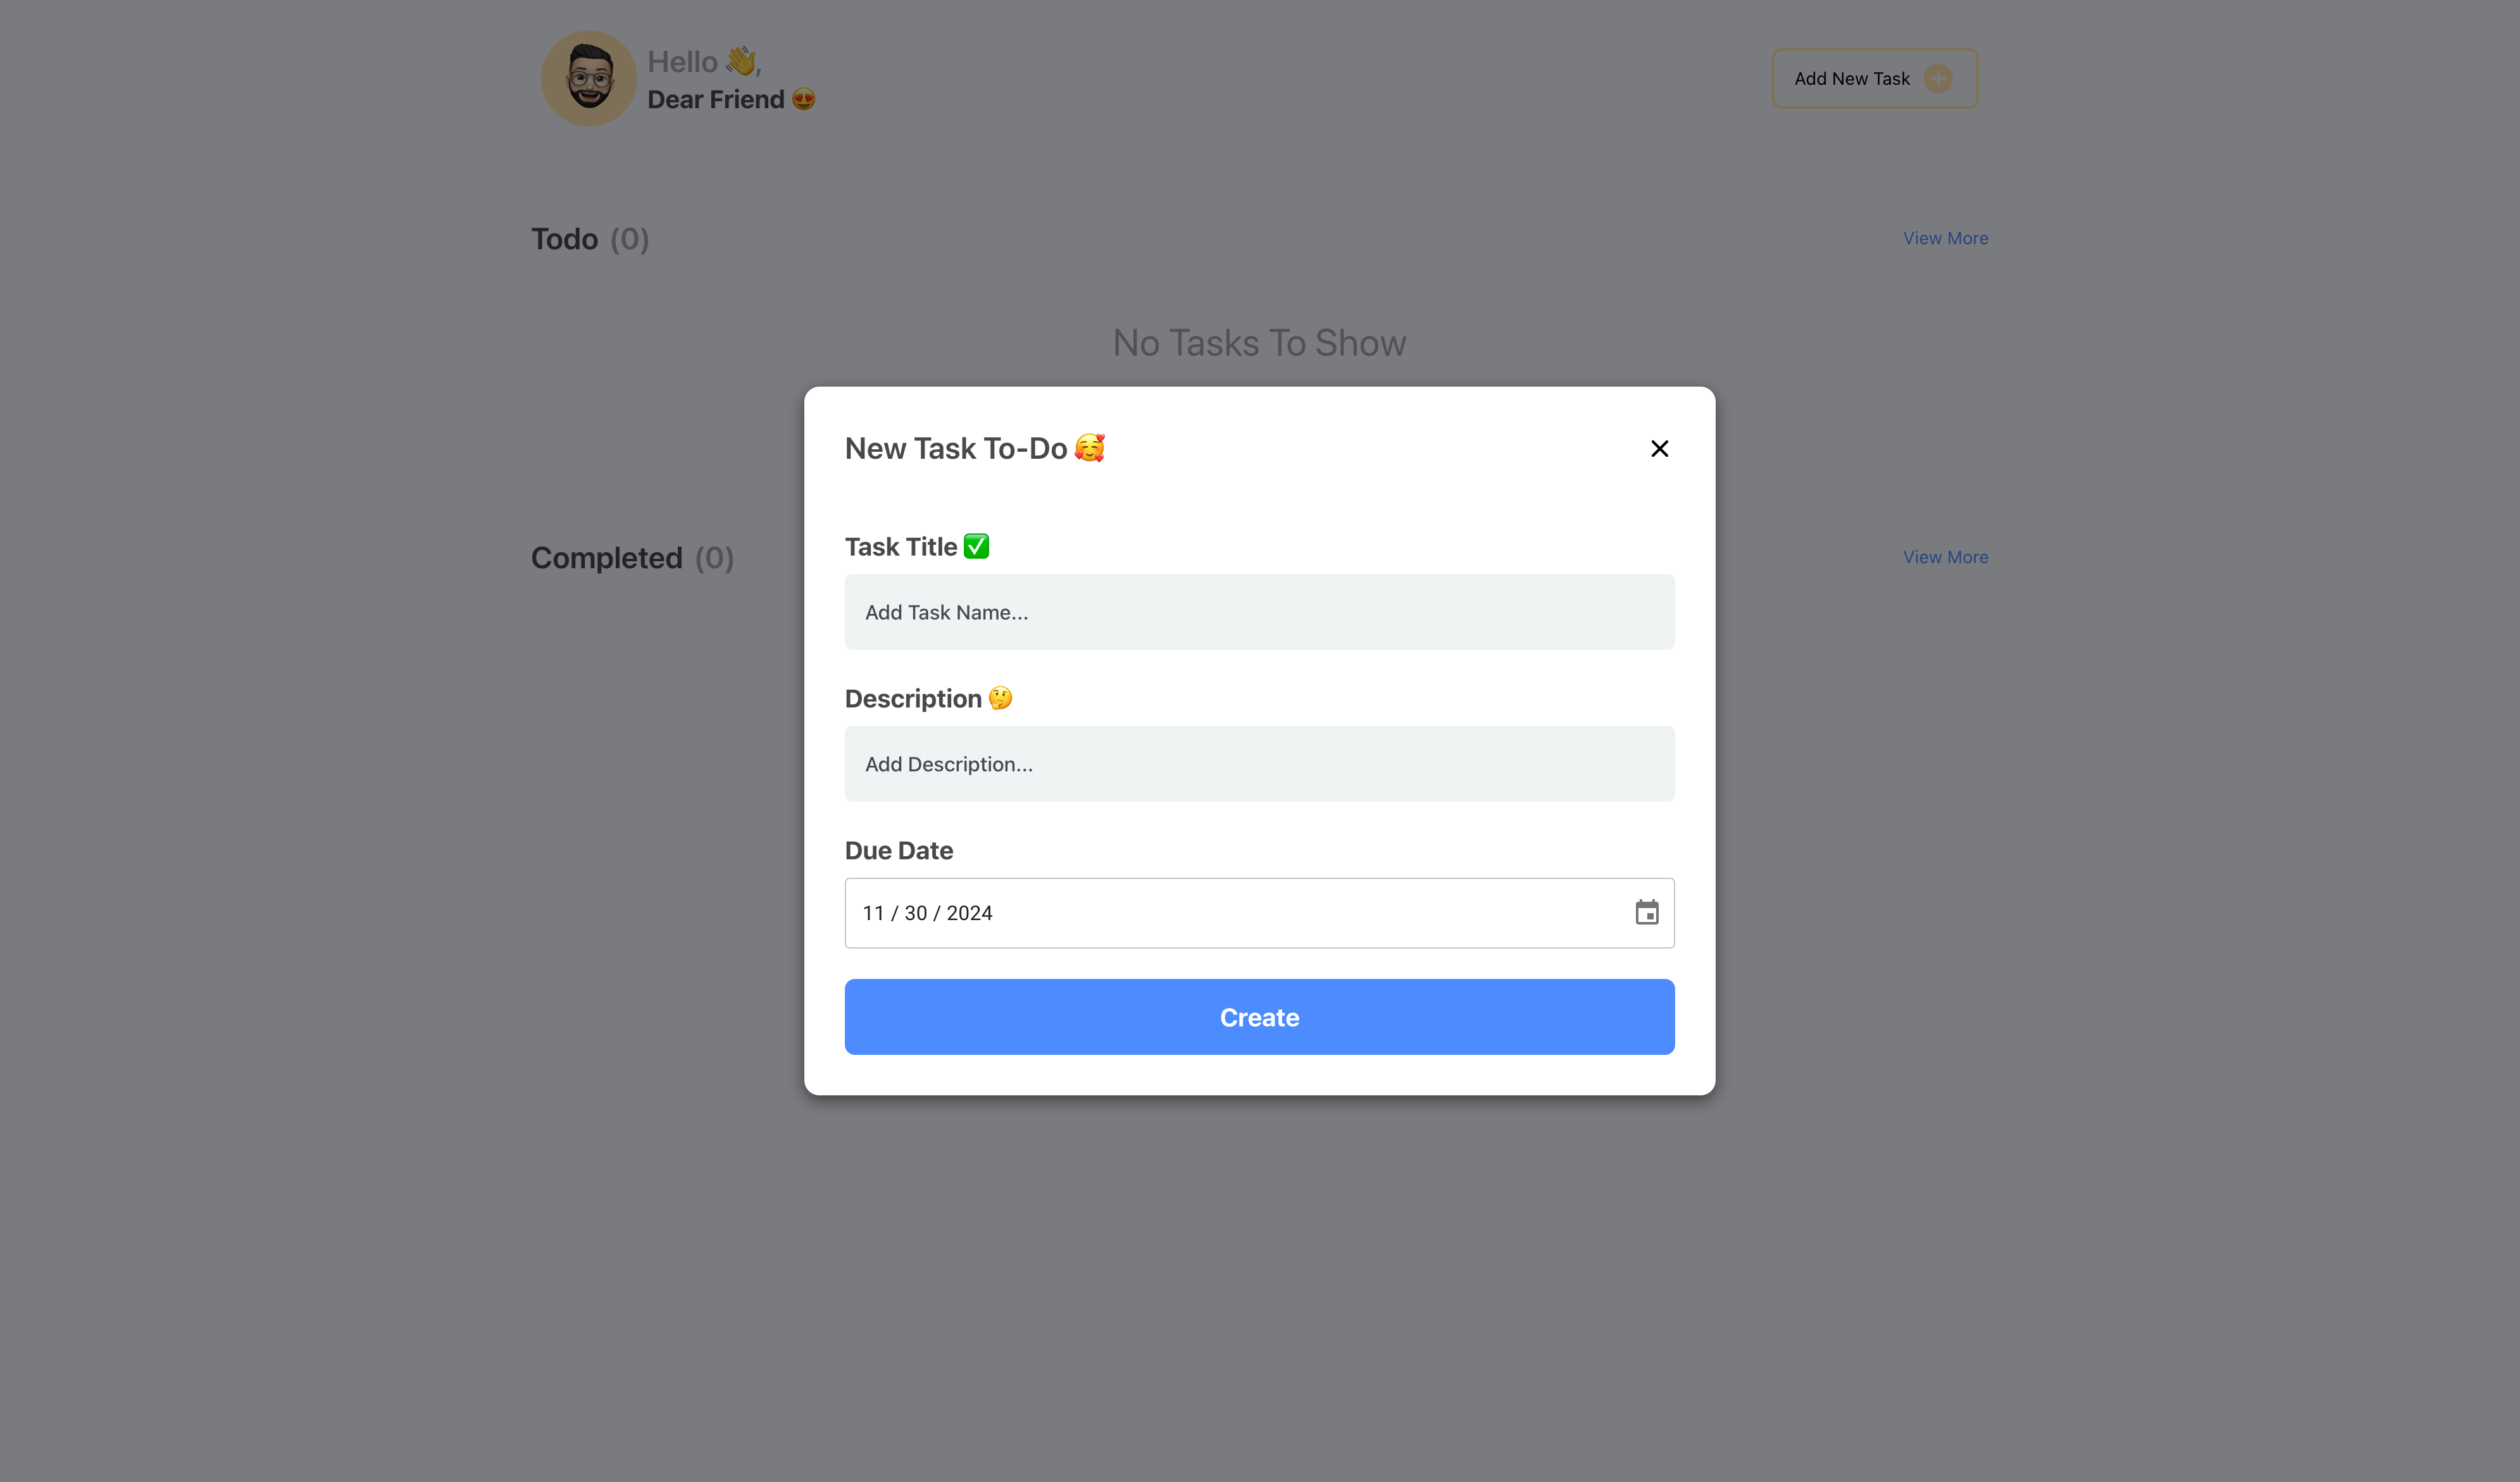 Hello 👋,
Dear Friend 😍
Add New Task
Todo (0)
View More
No Tasks To Show
New Task To-Do 🥰
Task Title ✅
Add Task Name...
Description 🤔
Add Description...
Due Date
11 / 30 / 2024
Create
Completed (0)
View More